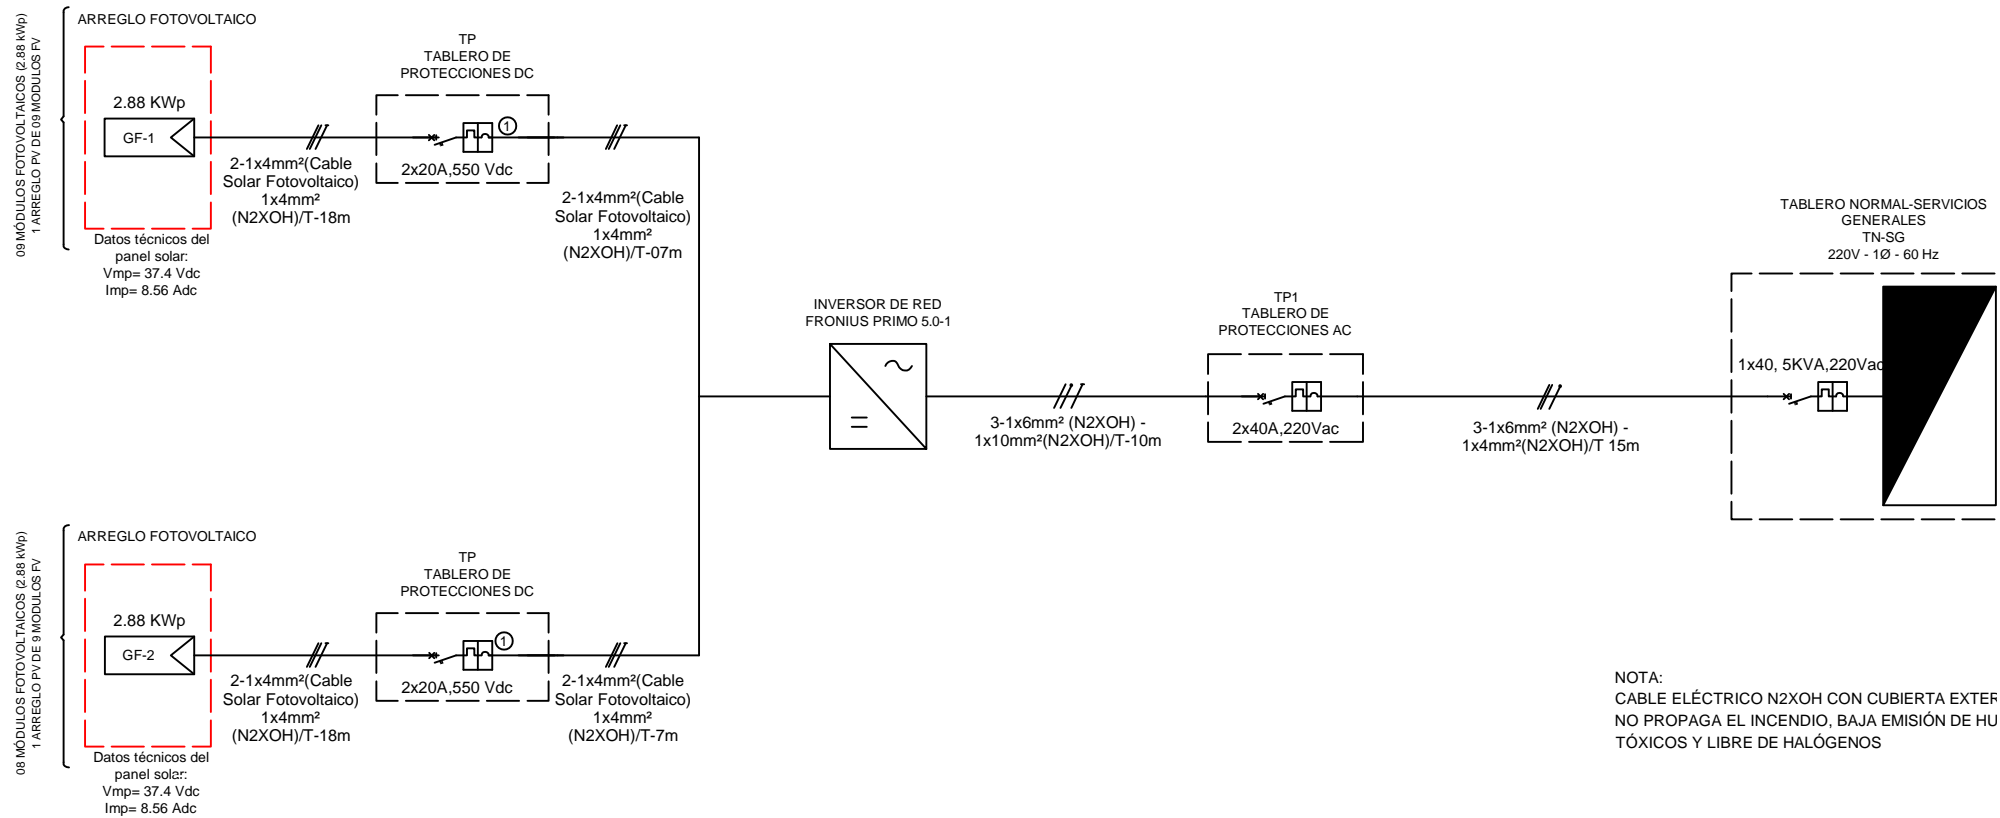 09 MÓDULOS FOTOVOLTAICOS (2.88 kWp)
1 ARREGLO PV DE 09 MODULOS FV
ARREGLO FOTOVOLTAICO
2.88 KWp
GF-1
Datos técnicos del
panel solar:
Vmp= 37.4 Vdc
Imp= 8.56 Adc
2-1x4mm²(Cable
Solar Fotovoltaico)
1x4mm²
(N2XOH)/T-18m
TP
TABLERO DE
PROTECCIONES DC
1
2x20A,550 Vdc
2-1x4mm²(Cable
Solar Fotovoltaico)
1x4mm²
(N2XOH)/T-07m
INVERSOR DE RED
FRONIUS PRIMO 5.0-1
3-1x6mm² (N2XOH) -
1x10mm²(N2XOH)/T-10m
TP1
TABLERO DE
PROTECCIONES AC
2x40A,220Vac
3-1x6mm² (N2XOH) -
1x4mm²(N2XOH)/T 15m
TABLERO NORMAL-SERVICIOS
GENERALES
TN-SG
220V - 1Ø - 60 Hz
1x40, 5KVA,220Vac
08 MÓDULOS FOTOVOLTAICOS (2.88 kWp)
1 ARREGLO PV DE 9 MODULOS FV
ARREGLO FOTOVOLTAICO
2.88 KWp
GF-2
Datos técnicos del
panel solar:
Vmp= 37.4 Vdc
Imp= 8.56 Adc
2-1x4mm²(Cable
Solar Fotovoltaico)
1x4mm²
(N2XOH)/T-18m
TP
TABLERO DE
PROTECCIONES DC
1
2x20A,550 Vdc
2-1x4mm²(Cable
Solar Fotovoltaico)
1x4mm²
(N2XOH)/T-7m
NOTA:
CABLE ELÉCTRICO N2XOH CON CUBIERTA
NO PROPAGA EL INCENDIO, BAJA EMISIÓN DE
TÓXICOS Y LIBRE DE HALÓGENOS